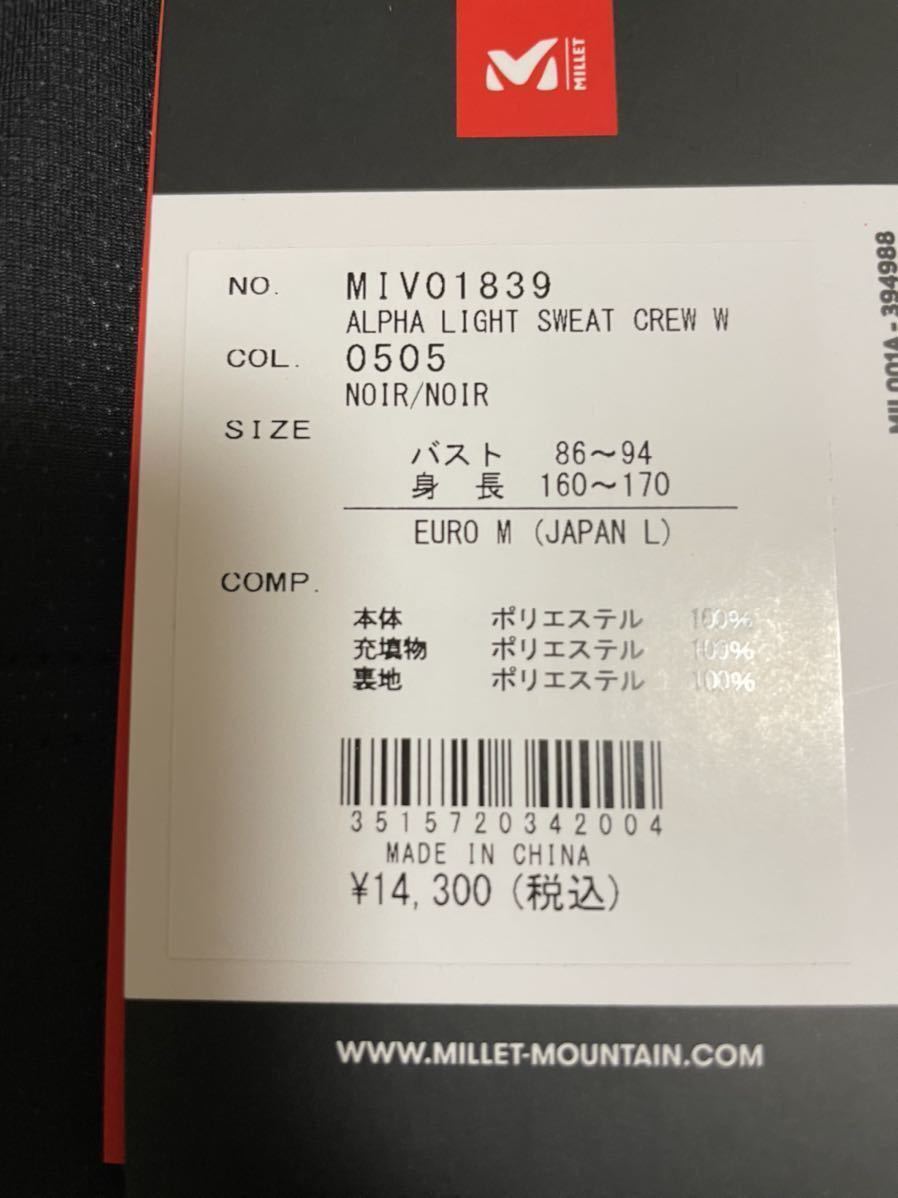 MILLET
NO. MIV01839
ALPHA LIGHT SWEAT CREW W
COL. 0505
NOIR/NOIR
SIZE
バスト 86~94
身 長 160~170
EURO M (JAPAN L)
COMP.
本体 ポリエステル 100%
充填物 ポリエステル 100%
裏地 ポリエステル 100%
3515720342004
MADE IN CHINA
¥14,300 (税込)
WWW.MILLET-MOUNTAIN.COM
MIL001A - 394988